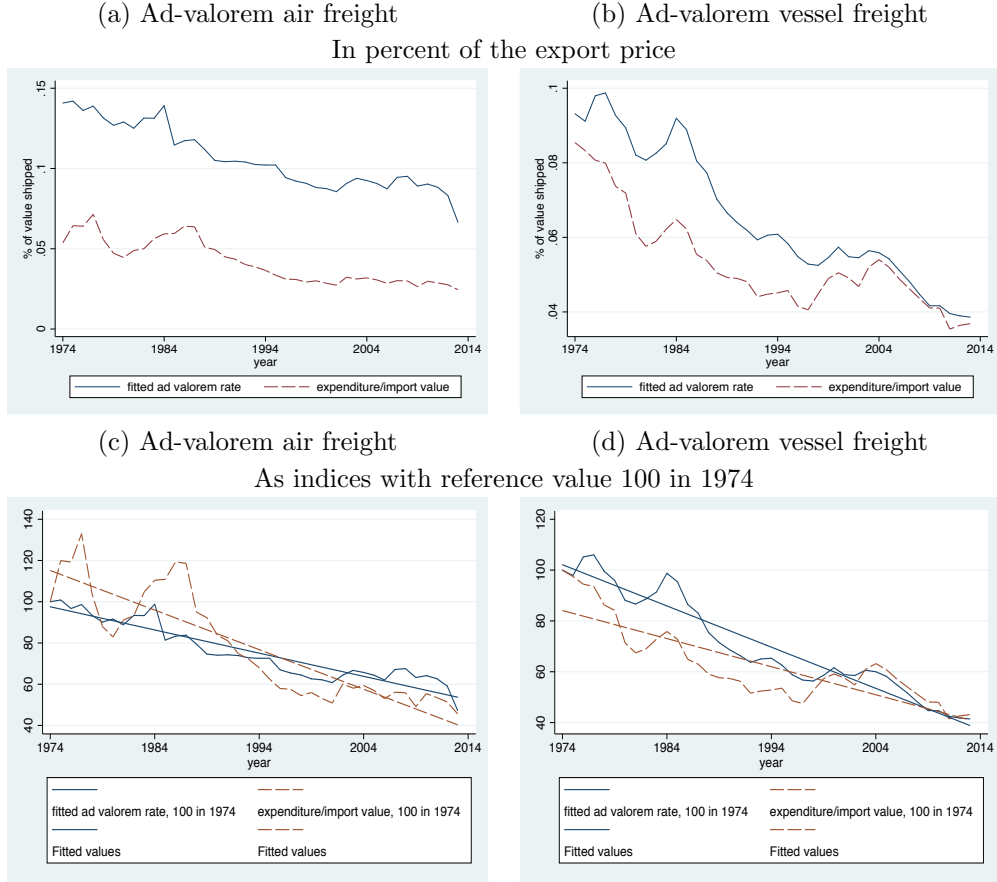 (a) Ad-valorem air freight
(b) Ad-valorem vessel freight
In percent of the export price
% of value shipped
.15
.1
.05
0
1974 1984 1994 2004 2014
year
fitted ad valorem rate expenditure/import value
% of value shipped
.1
.08
.06
.04
1974 1984 1994 2004 2014
year
fitted ad valorem rate expenditure/import value
(c) Ad-valorem air freight
(d) Ad-valorem vessel freight
As indices with reference value 100 in 1974
140
120
100
80
60
40
1974 1984 1994 2004 2014
year
fitted ad valorem rate, 100 in 1974 expenditure/import value, 100 in 1974
Fitted values Fitted values
120
100
80
60
40
1974 1984 1994 2004 2014
year
fitted ad valorem rate, 100 in 1974 expenditure/import value, 100 in 1974
Fitted values Fitted values